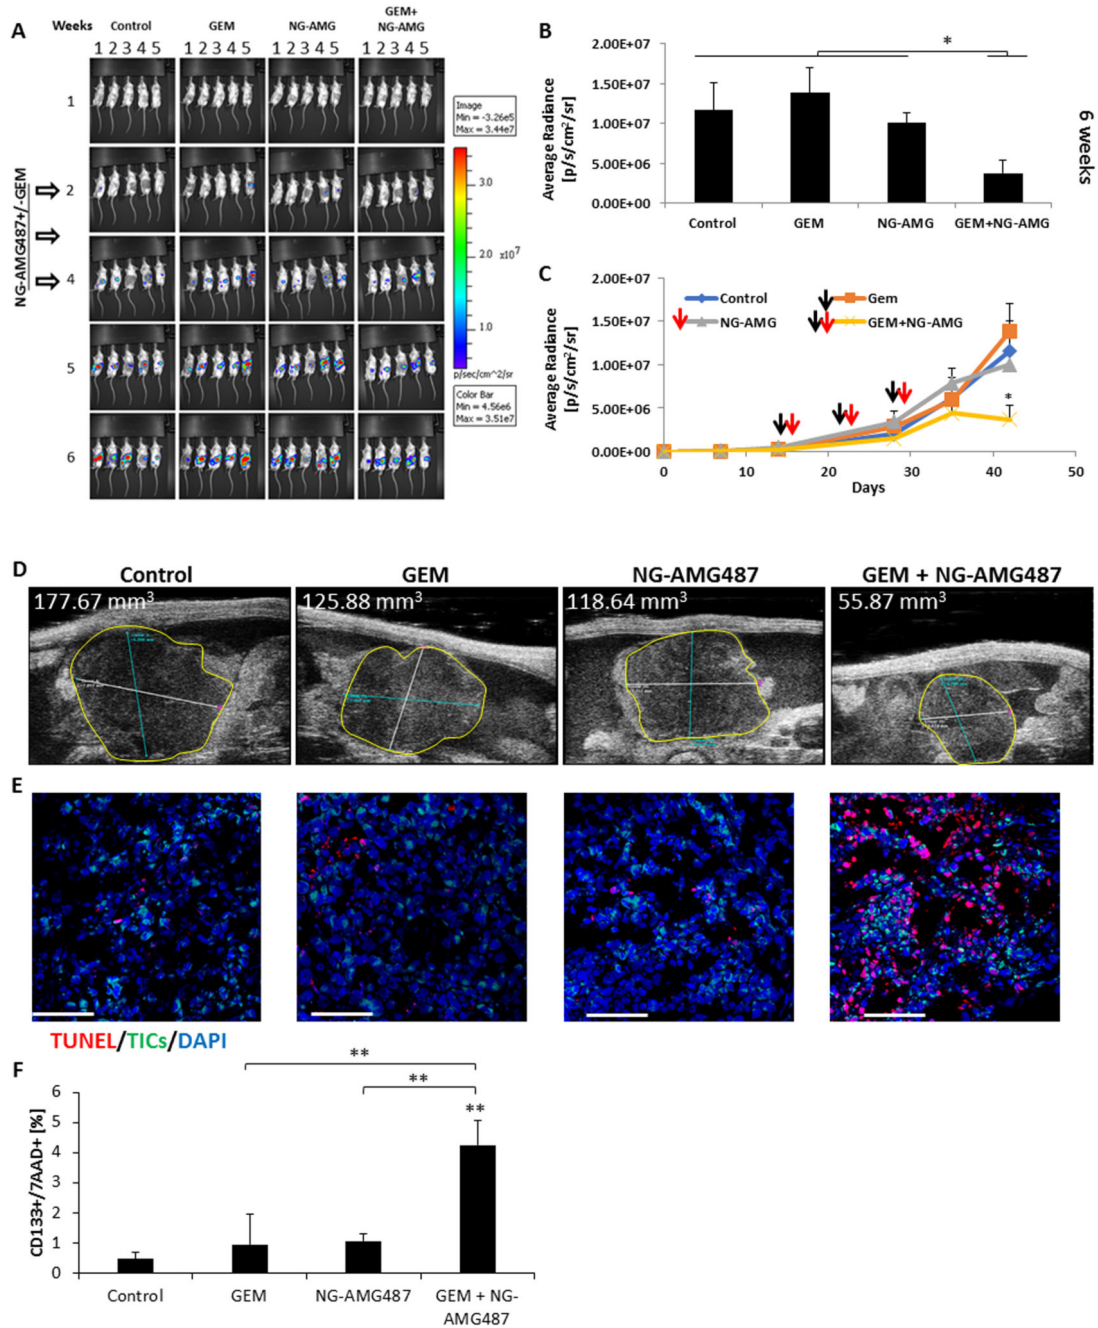 A
Weeks
Control
GEM
NG-AMG
GEM+
NG-AMG
1 2 3 4 5
1 2 3 4 5
1 2 3 4 5
1 2 3 4 5
1
2
4
5
6
NG-AMG487+/-GEM
Image
Min = -3.26e5
Max = 3.44e7
3.0
2.0
x10^7
1.0
p/sec/cm^2/sr
Color Bar
Min = 4.56e6
Max = 3.51e7
B
Average Radiance
[p/s/cm²/sr]
2.00E+07
1.50E+07
1.00E+07
5.00E+06
0.00E+00
*
Control
GEM
NG-AMG
GEM+NG-AMG
6 weeks
C
Average Radiance
[p/s/cm²/sr]
2.00E+07
1.50E+07
1.00E+07
5.00E+06
0.00E+00
Control
Gem
NG-AMG
GEM+NG-AMG
*
0
10
20
30
40
50
Days
D
Control
GEM
NG-AMG487
GEM + NG-AMG487
177.67 mm³
125.88 mm³
118.64 mm³
55.87 mm³
E
TUNEL/TICs/DAPI
F
CD133+/7AAD+ [%]
6
5
4
3
2
1
0
**
**
**
Control
GEM
NG-AMG487
GEM + NG-
AMG487